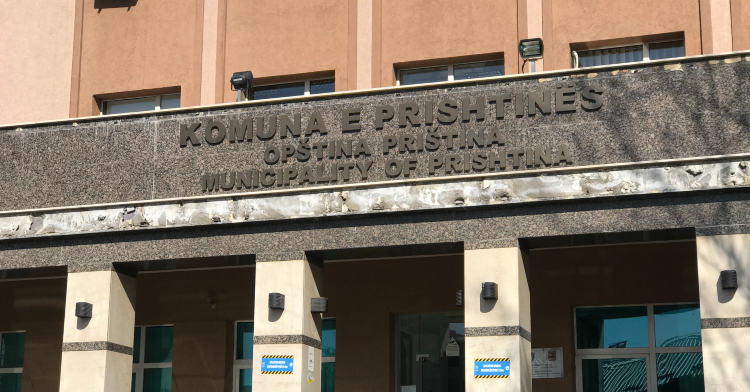 KOMUNA E PRISHTINËS
OPŠTINA PRIŠTINA
MUNICIPALITY OF PRISHTINA